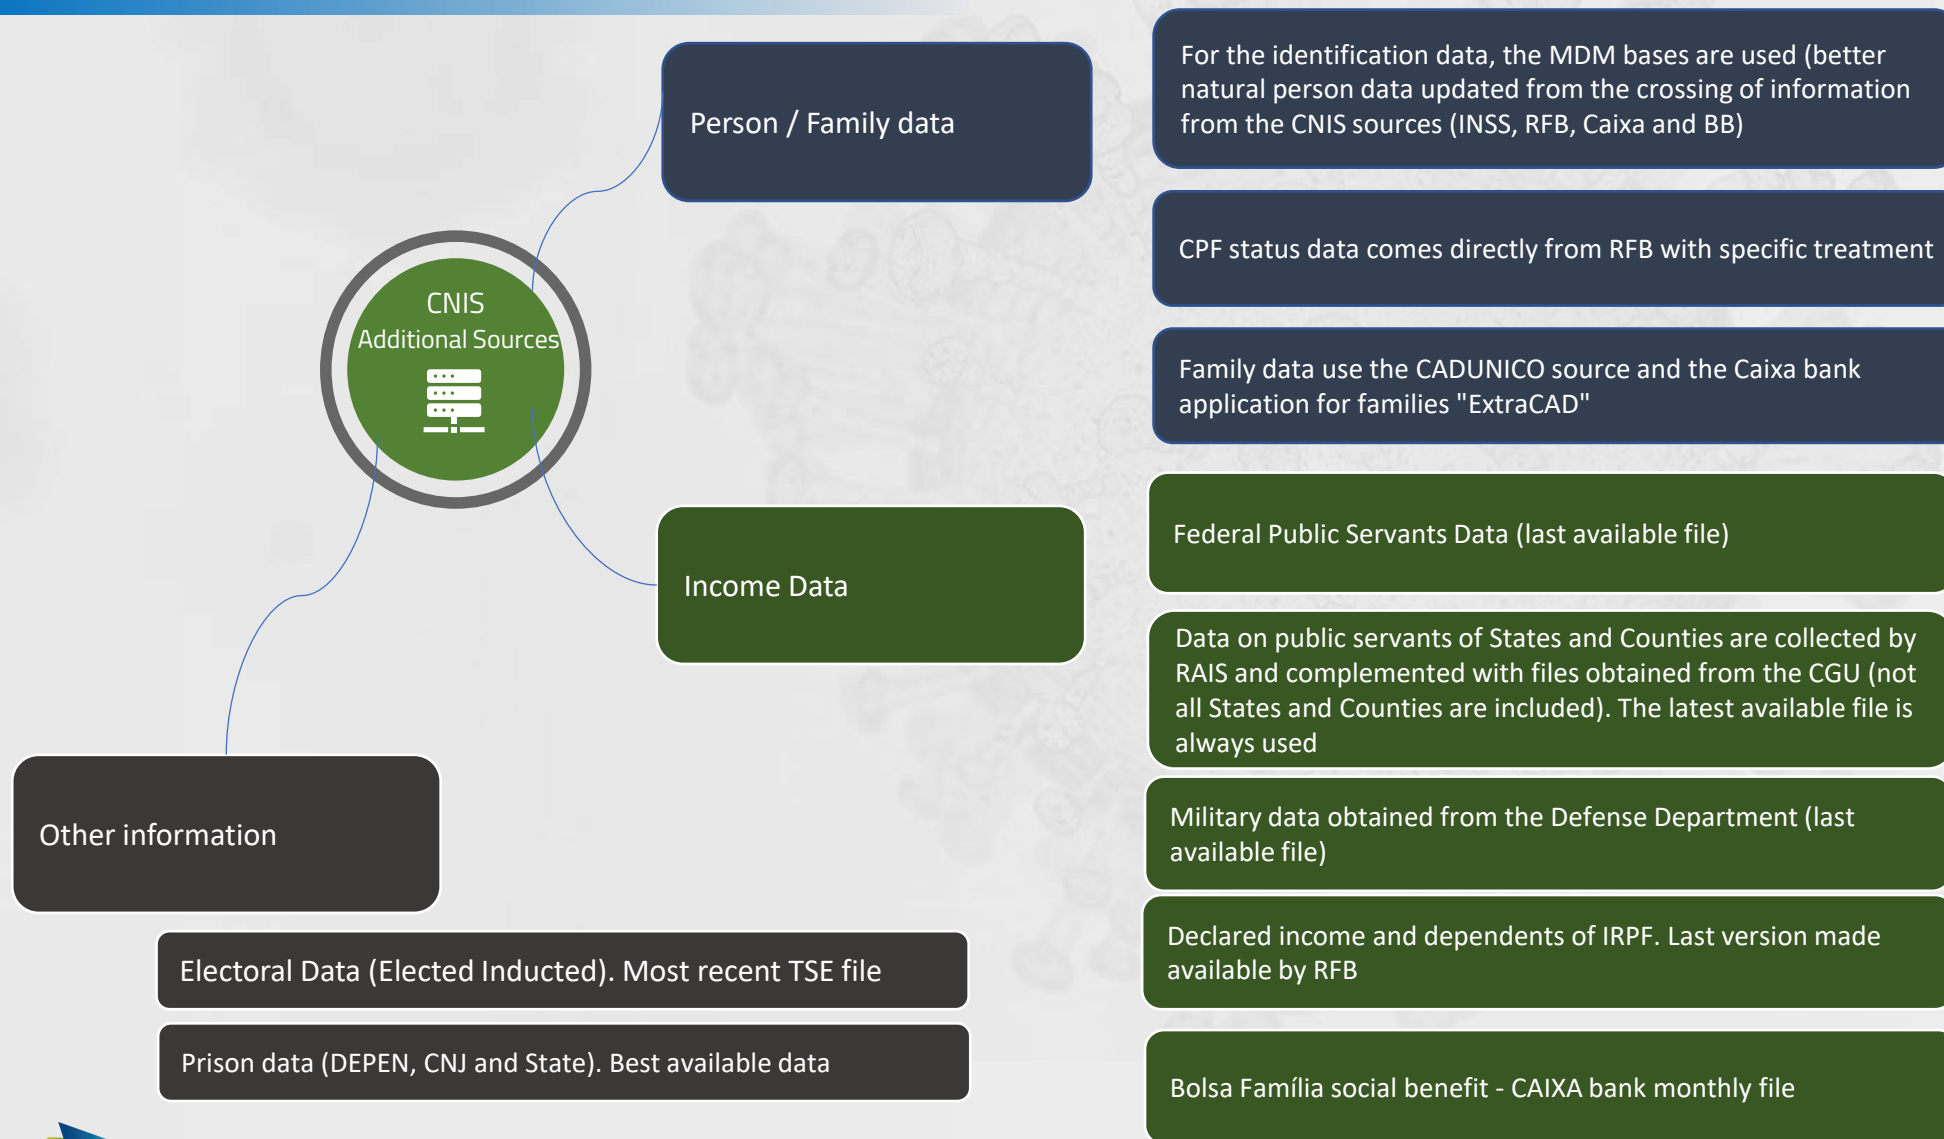 CNIS
Additional Sources
Person / Family data
For the identification data, the MDM bases are used (better
natural person data updated from the crossing of information
from the CNIS sources (INSS, RFB, Caixa and BB)
CPF status data comes directly from RFB with specific treatment
Family data use the CADUNICO source and the Caixa bank
application for families "ExtraCAD"
Income Data
Federal Public Servants Data (last available file)
Data on public servants of States and Counties are collected by
RAIS and complemented with files obtained from the CGU (not
all States and Counties are included). The latest available file is
always used
Military data obtained from the Defense Department (last
available file)
Declared income and dependents of IRPF. Last version made
available by RFB
Bolsa Família social benefit - CAIXA bank monthly file
Other information
Electoral Data (Elected Inducted). Most recent TSE file
Prison data (DEPEN, CNJ and State). Best available data